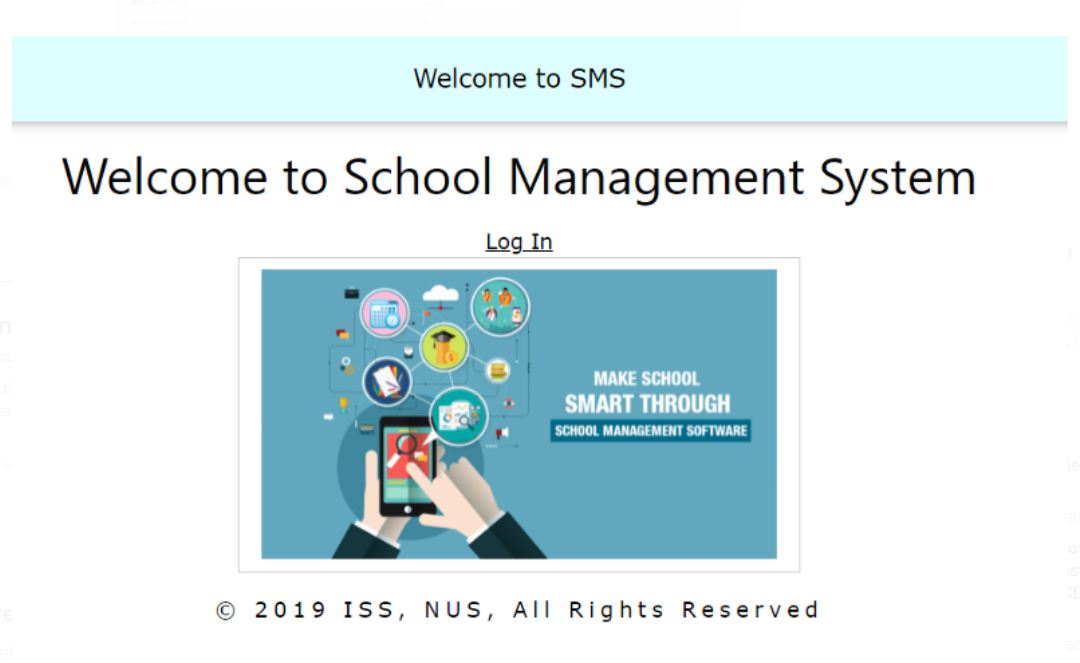 Welcome to SMS
Welcome to School Management System
Log In
MAKE SCHOOL
SMART THROUGH
SCHOOL MANAGEMENT SOFTWARE
© 2019 ISS, NUS, All Rights Reserved